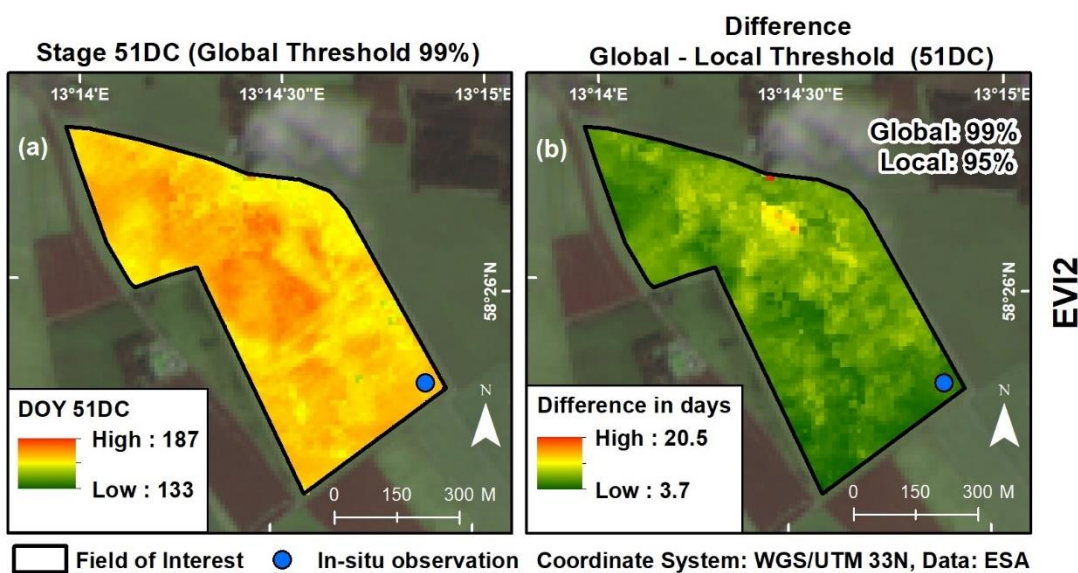 Stage 51DC (Global Threshold 99%)
13°14'E
13°14'30"E
13°15'E
(a)
58°26'N
DOY 51DC
High : 187
Low : 133
N
0 150 300 M
Difference
Global - Local Threshold (51DC)
13°14'E
13°14'30"E
13°15'E
(b)
Global: 99%
Local: 95%
58°26'N
Difference in days
High : 20.5
Low : 3.7
N
0 150 300 M
EVI2
Field of Interest In-situ observation Coordinate System: WGS/UTM 33N, Data: ESA